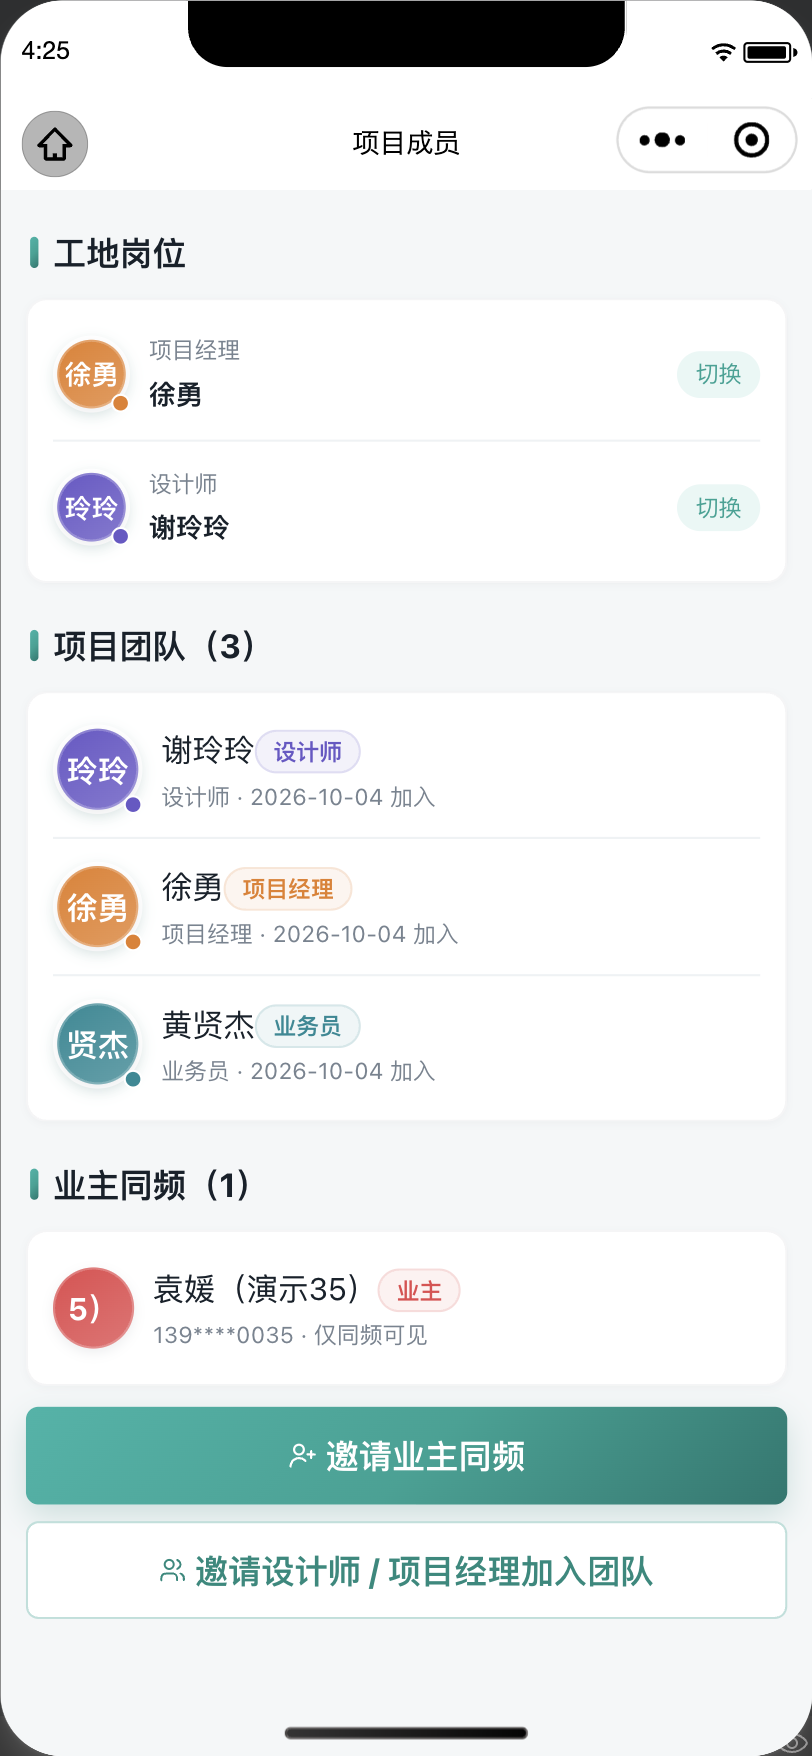 4:25
项目成员
工地岗位
徐勇
项目经理
徐勇
切换
玲玲
设计师
谢玲玲
切换
项目团队（3）
玲玲
谢玲玲 设计师
设计师 · 2026-10-04 加入
徐勇
徐勇 项目经理
项目经理 · 2026-10-04 加入
贤杰
黄贤杰 业务员
业务员 · 2026-10-04 加入
业主同频（1）
5）
袁媛（演示35） 业主
139****0035 · 仅同频可见
邀请业主同频
邀请设计师 / 项目经理加入团队